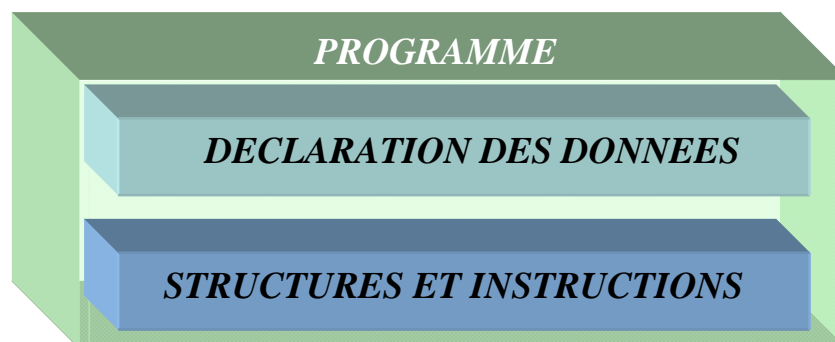 PROGRAMME
DECLARATION DES DONNEES
STRUCTURES ET INSTRUCTIONS